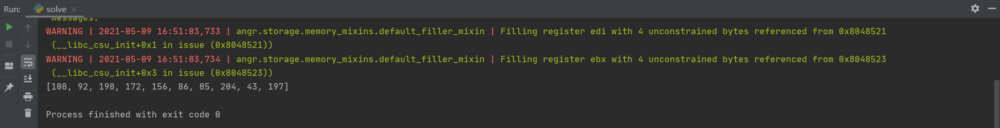 Run: solve
messages.
WARNING | 2021-05-09 16:51:03,733 | angr.storage.memory_mixins.default_filler_mixin | Filling register edi with 4 unconstrained bytes referenced from 0x8048521
(__libc_csu_init+0x1 in issue (0x8048521))
WARNING | 2021-05-09 16:51:03,734 | angr.storage.memory_mixins.default_filler_mixin | Filling register ebx with 4 unconstrained bytes referenced from 0x8048523
(__libc_csu_init+0x3 in issue (0x8048523))
[108, 92, 198, 172, 156, 86, 85, 204, 43, 197]
Process finished with exit code 0